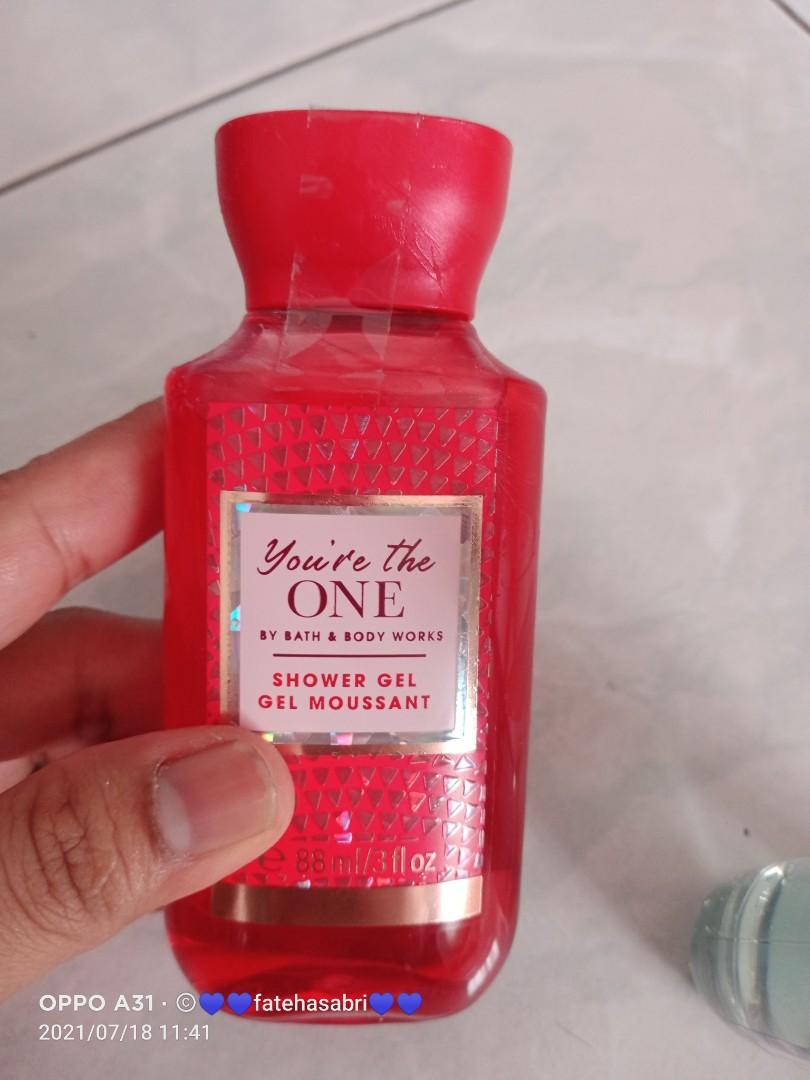 You're the
ONE
BY BATH & BODY WORKS
SHOWER GEL
GEL MOUSSANT
88 ml/3 fl oz
OPPO A31 · ©💙💙fatehasabri💙💙
2021/07/18 11:41